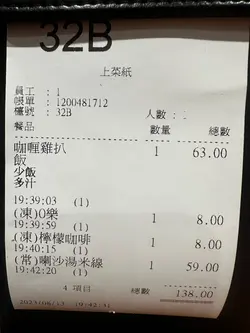 32B
上菜紙
員工 : 1
帳單 : 1200481712
檯號 : 32B 人數 :
餐品 數量 總數
咖喱雞扒 1 63.00
飯
少飯
多汁
19:39:03 (1)
(凍)0樂 1 8.00
19:39:59 (1)
(凍)檸檬咖啡 1 8.00
19:40:15 (1)
(常)喇沙湯米線 1 59.00
19:42:20 (1)
4 項目 總數 138.00